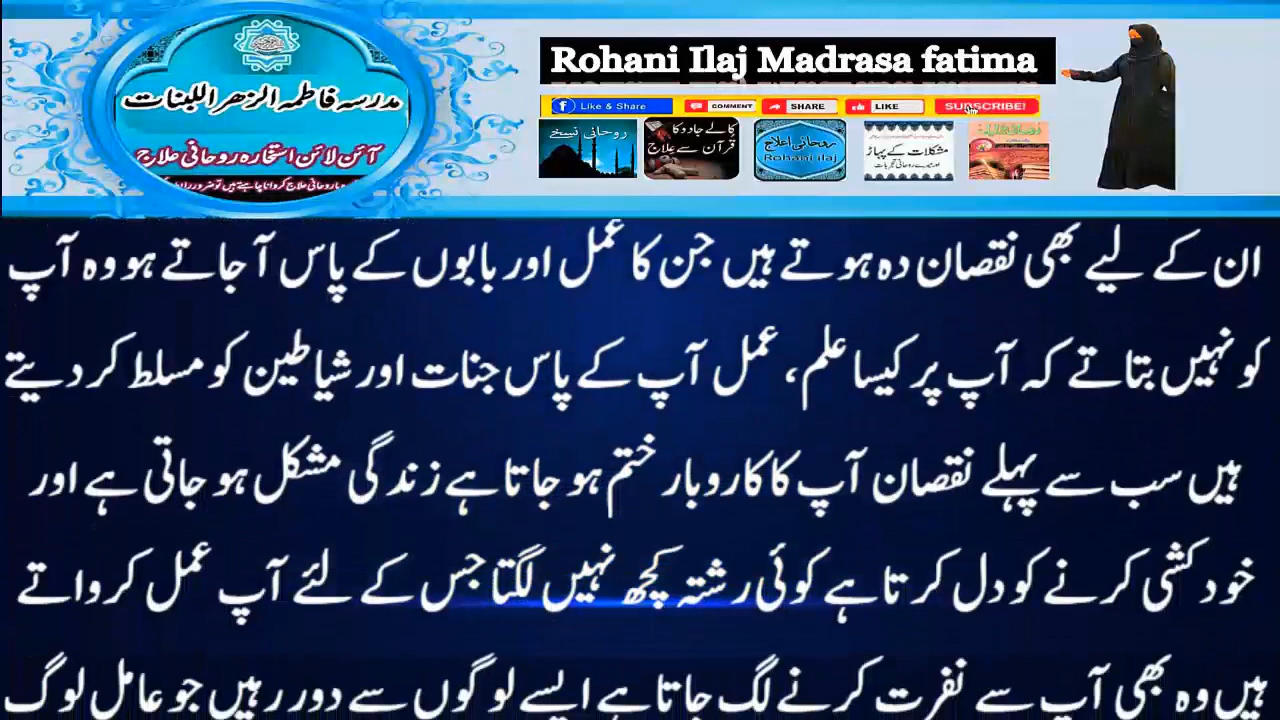 مدرسہ فاطمہ الزھراللبنات
آئن لائن استخارہ روحانی علاج
Rohani Ilaj Madrasa fatima
Like & Share
COMMENT
SHARE
LIKE
SUBSCRIBE!
روحانی نسخ
کالے جادو کا
قرآن سے علاج
روحانی علاج
Rohani ilaj
مشکلات کے پہاڑ
ان کے لیے بھی نقصان دہ ہوتے ہیں جن کا عمل اور بابوں کے پاس آ جاتے ہو وہ آپ
کو نہیں بتاتے کہ آپ پر کیسا علم، عمل آپ کے پاس جنات اور شیاطین کو مسلط کر دیتے
ہیں سب سے پہلے نقصان آپ کا کاروبار ختم ہو جاتا ہے زندگی مشکل ہو جاتی ہے اور
خودکشی کرنے کو دل کرتا ہے کوئی رشتہ کچھ نہیں لگتا جس کے لئے آپ عمل کرواتے
ہیں وہ بھی آپ سے نفرت کرنے لگ جاتا ہے ایسے لوگوں سے دور رہیں جو عامل لوگ